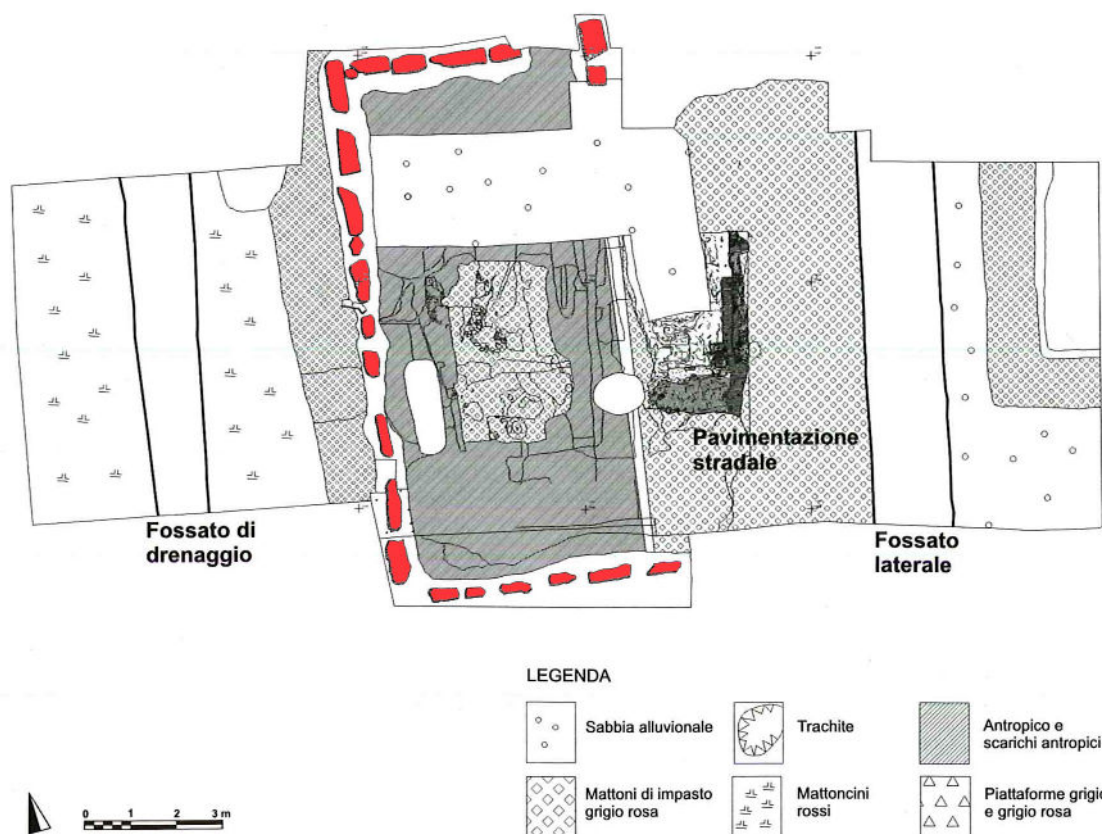 Pavimentazione
stradale
Fossato di
drenaggio
Fossato
laterale
LEGENDA
Sabbia alluvionale
Trachite
Antropico e
scarichi antropici
Mattoni di impasto
grigio rosa
Mattoncini
rossi
Piattaforme grigio
e grigio rosa
0 1 2 3 m